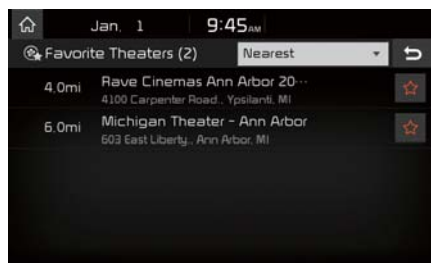 Jan. 1 9:45AM
Favorite Theaters (2) Nearest
4.0mi Rave Cinemas Ann Arbor 20...
4100 Carpenter Road., Ypsilanti, MI
6.0mi Michigan Theater - Ann Arbor
603 East Liberty., Ann Arbor, MI